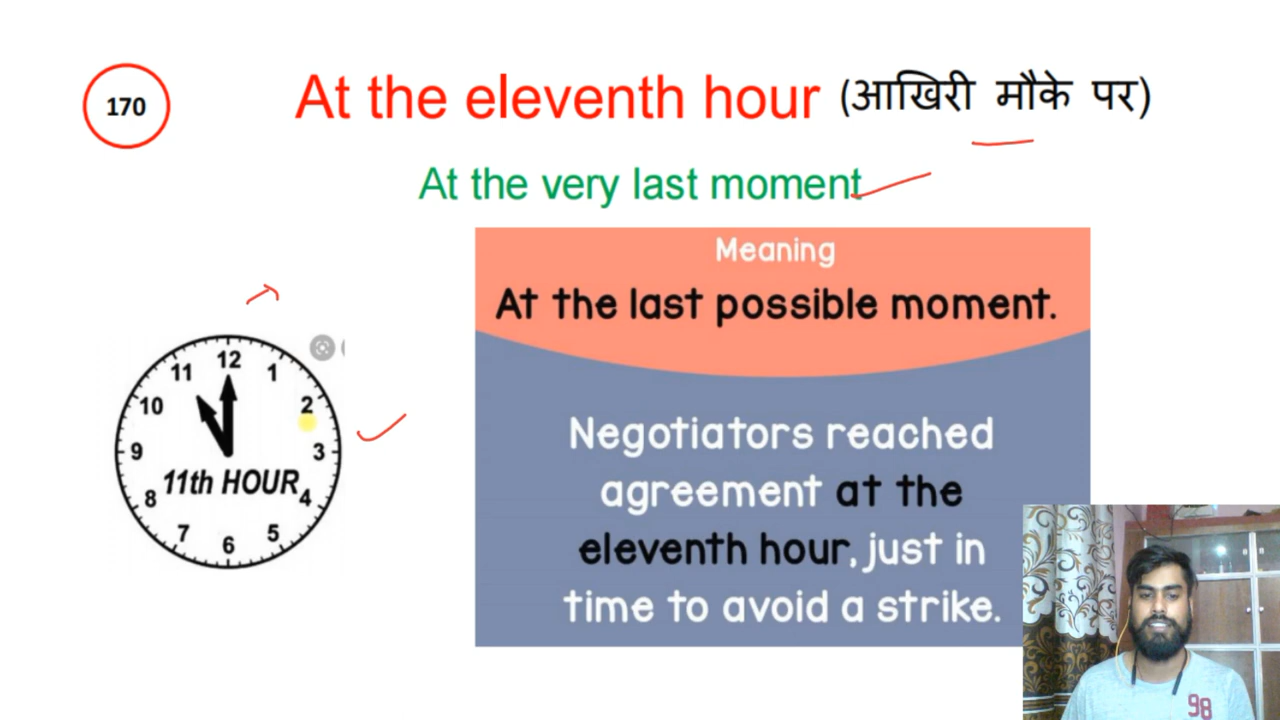 170
At the eleventh hour (आखिरी मौके पर)
At the very last moment
Meaning
At the last possible moment.
Negotiators reached
agreement at the
eleventh hour, just in
time to avoid a strike.
12
1
2
3
4
5
6
7
8
9
10
11
11th HOUR
98